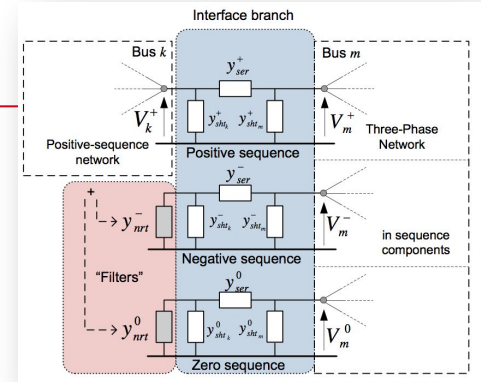 Interface branch
Bus k
Bus m
y+ser
V+k
y+shtk
y+shtm
V+m
Positive-sequence
network
Three-Phase
Network
Positive sequence
+
y-nrt
y-ser
y-shtk
y-shtm
V-m
"Filters"
Negative sequence
in sequence
components
y0ser
y0nrt
y0shtk
y0shtm
V0m
Zero sequence